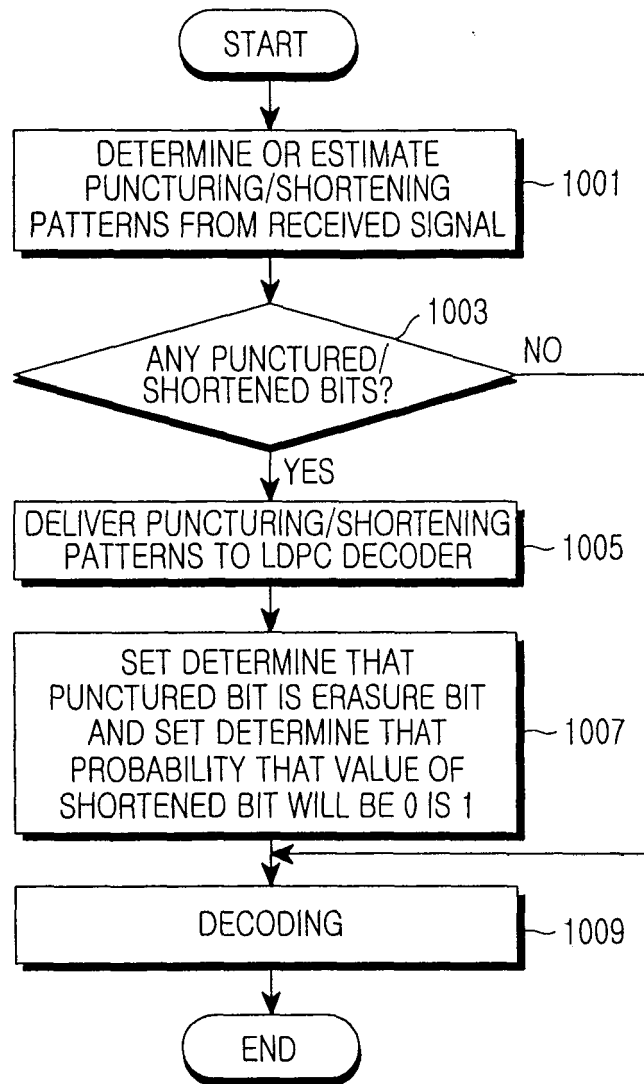 START
DETERMINE OR ESTIMATE
PUNCTURING/SHORTENING
PATTERNS FROM RECEIVED SIGNAL
1001
1003
ANY PUNCTURED/
SHORTENED BITS?
NO
YES
DELIVER PUNCTURING/SHORTENING
PATTERNS TO LDPC DECODER
1005
SET DETERMINE THAT
PUNCTURED BIT IS ERASURE BIT
AND SET DETERMINE THAT
PROBABILITY THAT VALUE OF
SHORTENED BIT WILL BE 0 IS 1
1007
DECODING
1009
END